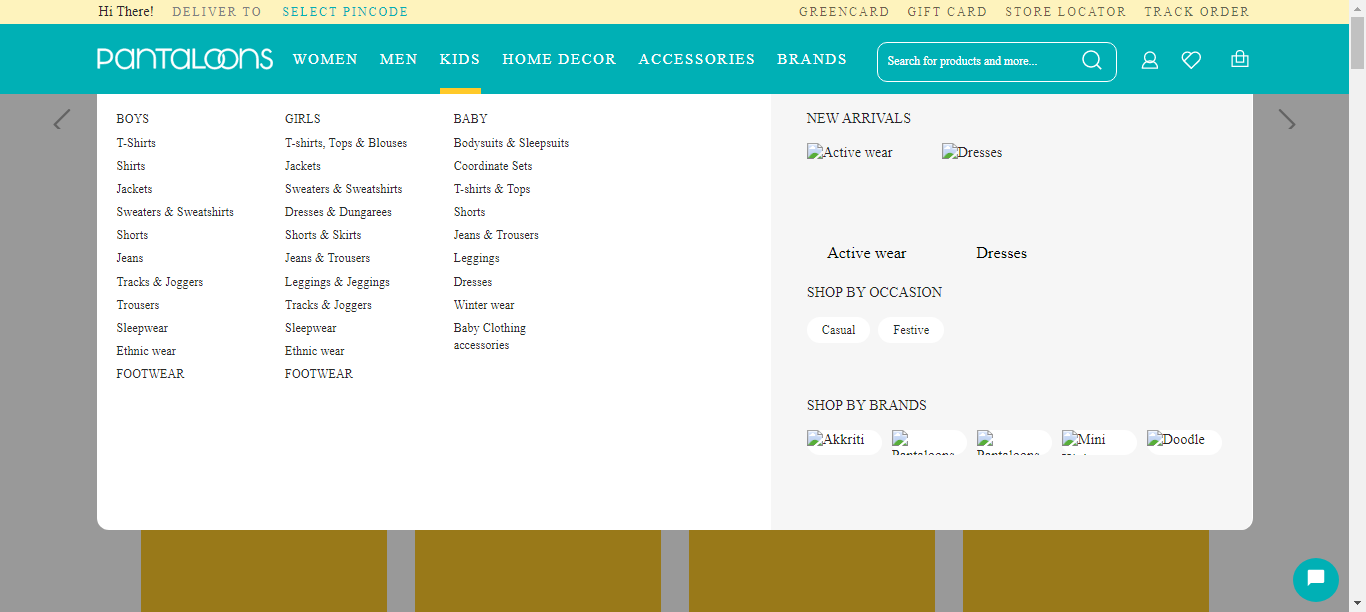 Hi There! DELIVER TO SELECT PINCODE GREENCARD GIFT CARD STORE LOCATOR TRACK ORDER
PANTALOONS WOMEN MEN KIDS HOME DECOR ACCESSORIES BRANDS Search for products and more...
BOYS
T-Shirts
Shirts
Jackets
Sweaters & Sweatshirts
Shorts
Jeans
Tracks & Joggers
Trousers
Sleepwear
Ethnic wear
FOOTWEAR
GIRLS
T-shirts, Tops & Blouses
Jackets
Sweaters & Sweatshirts
Dresses & Dungarees
Shorts & Skirts
Jeans & Trousers
Leggings & Jeggings
Tracks & Joggers
Sleepwear
Ethnic wear
FOOTWEAR
BABY
Bodysuits & Sleepsuits
Coordinate Sets
T-shirts & Tops
Shorts
Jeans & Trousers
Leggings
Dresses
Winter wear
Baby Clothing
accessories
NEW ARRIVALS
Active wear Dresses
Active wear Dresses
SHOP BY OCCASION
Casual Festive
SHOP BY BRANDS
Akkriti Pantaloons Pantaloons Mini Doodle